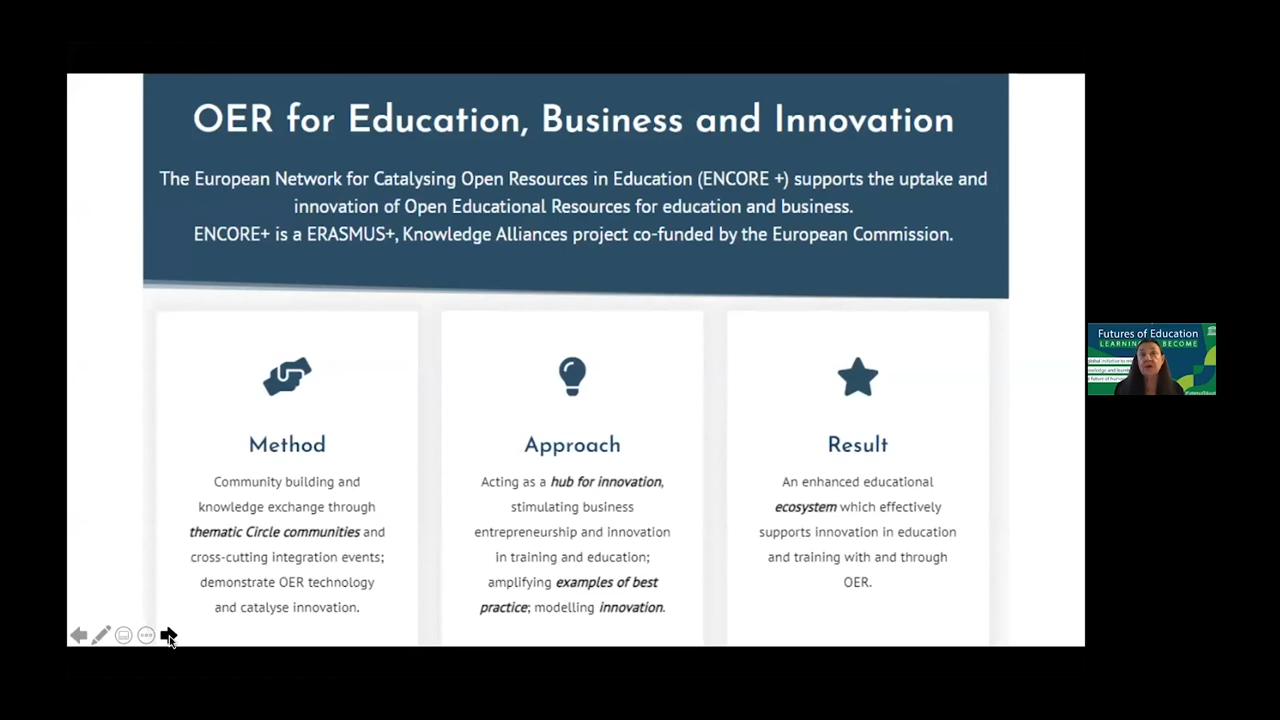 OER for Education, Business and Innovation
The European Network for Catalysing Open Resources in Education (ENCORE +) supports the uptake and
innovation of Open Educational Resources for education and business.
ENCORE+ is a ERASMUS+, Knowledge Alliances project co-funded by the European Commission.
Method
Community building and
knowledge exchange through
thematic Circle communities and
cross-cutting integration events;
demonstrate OER technology
and catalyse innovation.
Approach
Acting as a hub for innovation,
stimulating business
entrepreneurship and innovation
in training and education;
amplifying examples of best
practice; modelling innovation.
Result
An enhanced educational
ecosystem which effectively
supports innovation in education
and training with and through
OER.
Futures of Education
BECOME